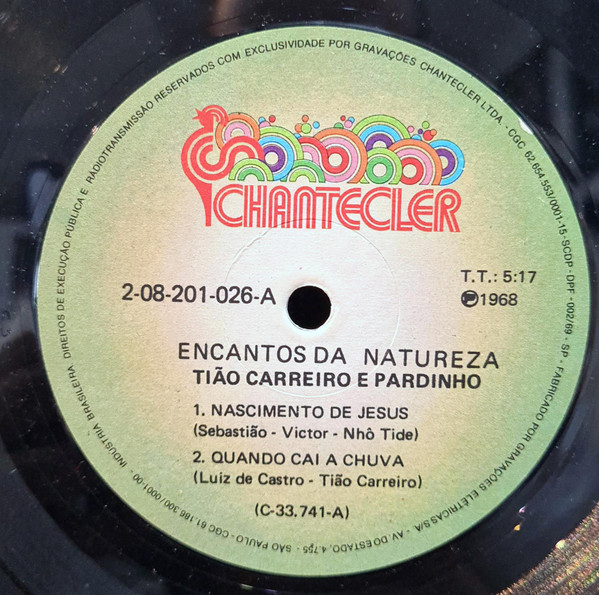 INDÚSTRIA BRASILEIRA. DIREITOS DE EXECUÇÃO PÚBLICA E RADIOTRANSMISSÃO RESERVADOS COM EXCLUSIVIDADE POR GRAVAÇÕES CHANTECLER LTDA. - CGC 62.654.553/0001-15 - SCDP - DPF - 002/69 - SP - FABRICADO POR GRAVAÇÕES ELÉTRICAS S/A - AV. DO ESTADO, 4.755 - SÃO PAULO - CGC 61.186.300/0001-00 -
CHANTECLER
T.T.: 5:17
2-08-201-026-A
Ⓟ1968
ENCANTOS DA NATUREZA
TIÃO CARREIRO E PARDINHO
1. NASCIMENTO DE JESUS
(Sebastião - Victor - Nhô Tide)
2. QUANDO CAI A CHUVA
(Luiz de Castro - Tião Carreiro)
(C-33.741-A)